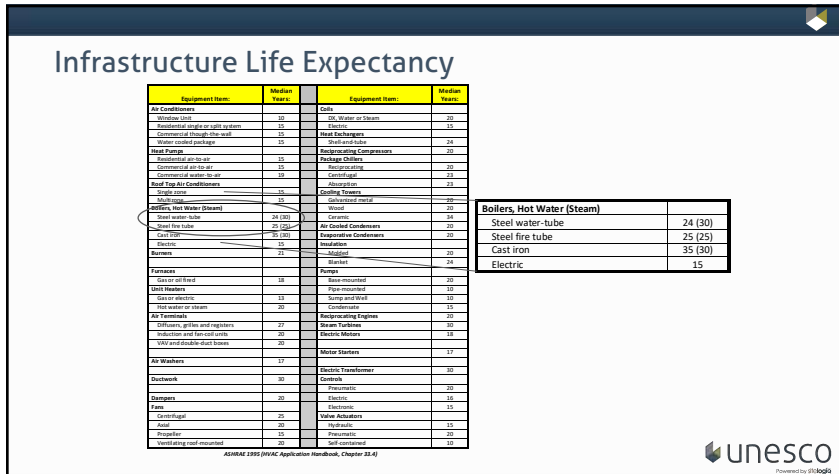 Infrastructure Life Expectancy
Equipment Item: Median Years:
Air Conditioners
Window Unit 10
Residential single or split system 15
Commercial though-the-wall 15
Water cooled package 15
Heat Pumps
Residential air-to-air 15
Commercial air-to-air 15
Commercial water-to-air 19
Roof Top Air Conditioners
Single zone 15
Multi zone 15
Boilers, Hot Water (Steam)
Steel water-tube 24 (30)
Steel fire tube 25 (25)
Cast iron 35 (30)
Electric 15
Burners 21
Furnaces
Gas or oil fired 18
Unit Heaters
Gas or electric 13
Hot water or steam 20
Air Terminals
Diffusers, grilles and registers 27
Induction and fan-coil units 20
VAV and double-duct boxes 20
Air Washers 17
Ductwork 30
Dampers 20
Fans
Centrifugal 25
Axial 20
Propeller 15
Ventilating roof-mounted 20
Equipment Item: Median Years:
Coils
DX, Water or Steam 20
Electric 15
Heat Exchangers
Shell-and-tube 24
Reciprocating Compressors 20
Package Chillers
Reciprocating 20
Centrifugal 23
Absorption 23
Cooling Towers
Galvanized metal 20
Wood 20
Ceramic 34
Air Cooled Condensers 20
Evaporative Condensers 20
Insulation
Molded 20
Blanket 24
Pumps
Base-mounted 20
Pipe-mounted 10
Sump and Well 10
Condensate 15
Reciprocating Engines 20
Steam Turbines 30
Electric Motors 18
Motor Starters 17
Electric Transformer 30
Controls
Pneumatic 20
Electric 16
Electronic 15
Valve Actuators
Hydraulic 15
Pneumatic 20
Self-contained 10
ASHRAE 1995 (HVAC Application Handbook, Chapter 33.4)
Boilers, Hot Water (Steam)
Steel water-tube 24 (30)
Steel fire tube 25 (25)
Cast iron 35 (30)
Electric 15
unesco
Powered by stologix